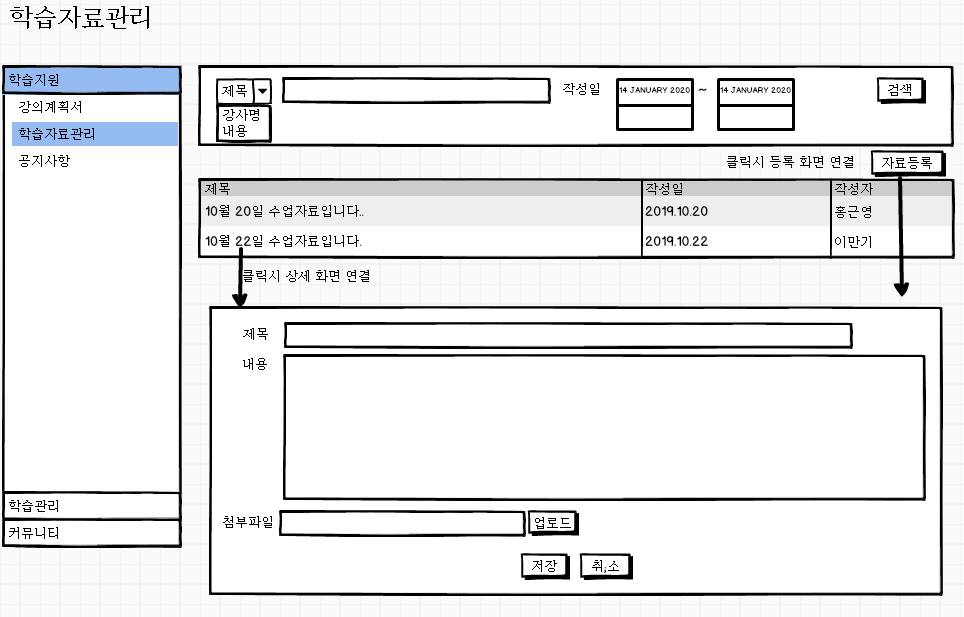 학습자료관리
학습지원
강의계획서
학습자료관리
공지사항
학습관리
커뮤니티
제목
강사명
내용
작성일
14 JANUARY 2020
~
14 JANUARY 2020
검색
클릭시 등록 화면 연결
자료등록
제목 작성일 작성자
10월 20일 수업자료입니다.. 2019.10.20 홍근영
10월 22일 수업자료입니다. 2019.10.22 이만기
클릭시 상세 화면 연결
제목
내용
첨부파일
업로드
저장
취;소